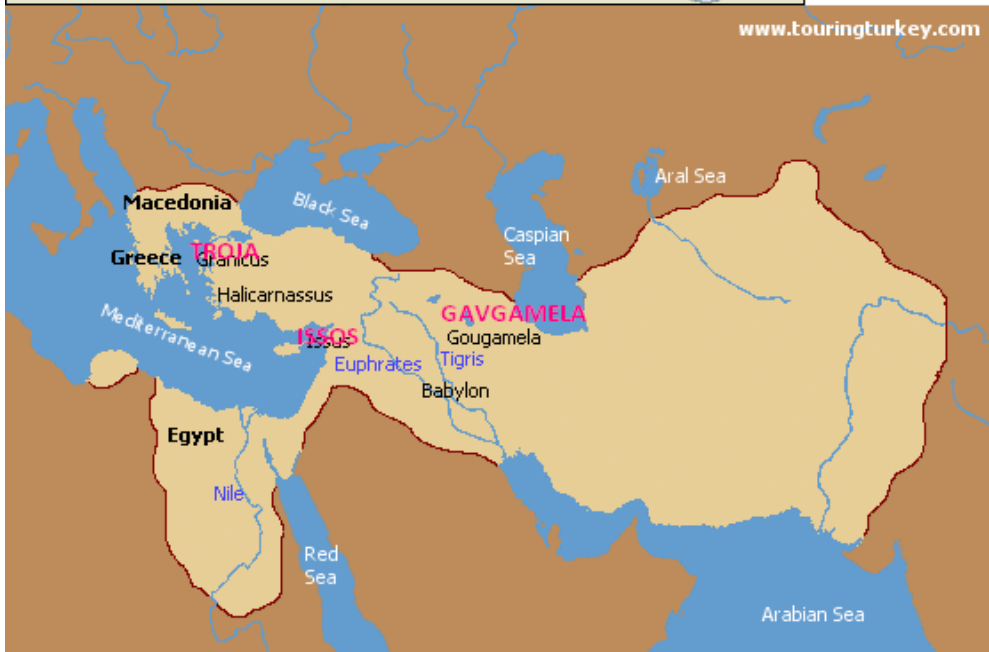 www.touringturkey.com
Aral Sea
Macedonia
Black Sea
Caspian
Sea
TROJA
Greece
Granicus
Halicarnassus
GAVGAMELA
Mediterranean Sea
ISSOS
Issus
Gougamela
Euphrates
Tigris
Babylon
Egypt
Nile
Red
Sea
Arabian Sea